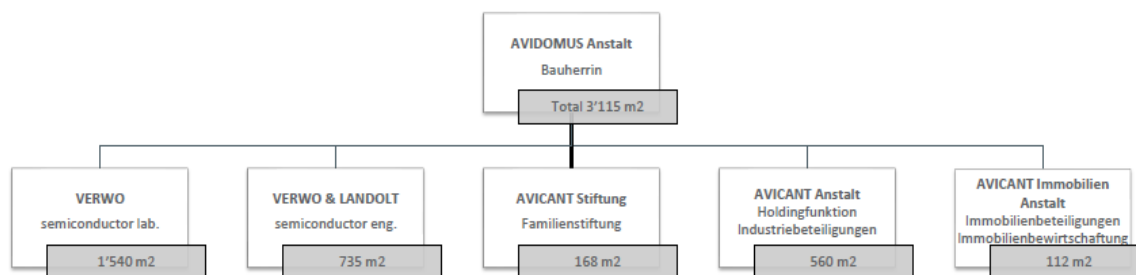 AVIDOMUS Anstalt
Bauherrin
Total 3'115 m2
VERWO
semiconductor lab.
1'540 m2
VERWO & LANDOLT
semiconductor eng.
735 m2
AVICANT Stiftung
Familienstiftung
168 m2
AVICANT Anstalt
Holdingfunktion
Industriebeteiligungen
560 m2
AVICANT Immobilien
Anstalt
Immobilienbeteiligungen
Immobilienbewirtschaftung
112 m2